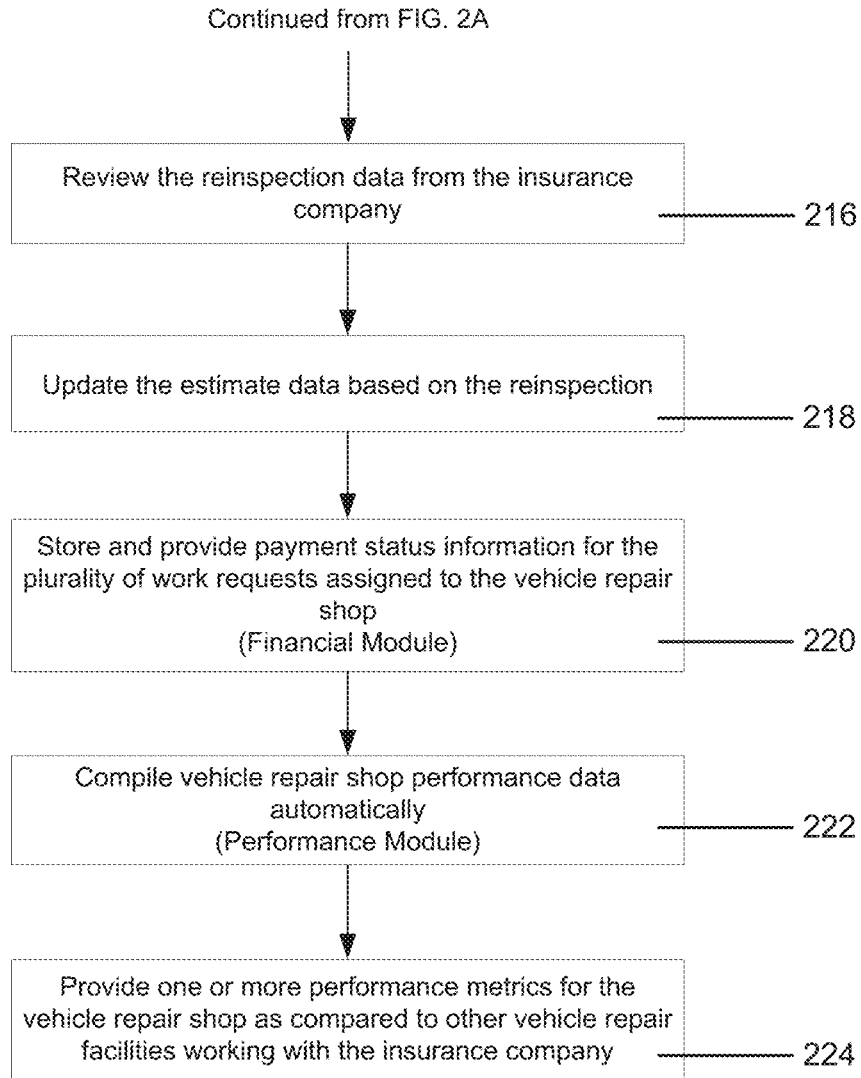 Continued from FIG. 2A
Review the reinspection data from the insurance
company
216
Update the estimate data based on the reinspection
218
Store and provide payment status information for the
plurality of work requests assigned to the vehicle repair
shop
(Financial Module)
220
Compile vehicle repair shop performance data
automatically
(Performance Module)
222
Provide one or more performance metrics for the
vehicle repair shop as compared to other vehicle repair
facilities working with the insurance company
224